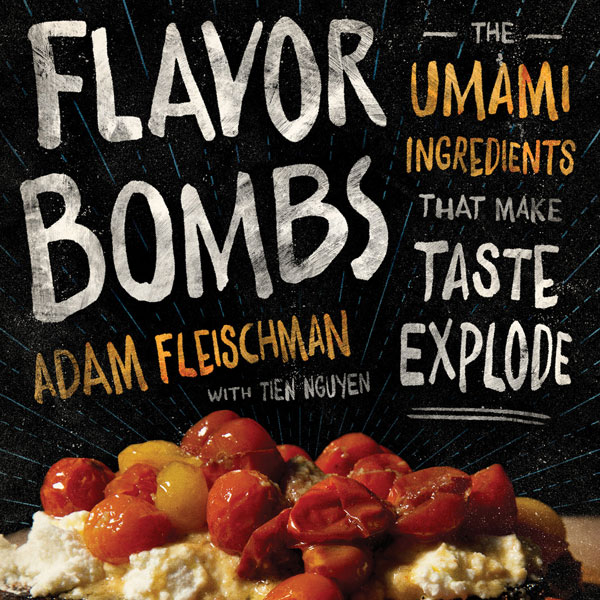 FLAVOR
BOMBS
— THE —
UMAMI
INGREDIENTS
THAT MAKE
TASTE
EXPLODE
ADAM FLEISCHMAN
WITH TIEN NGUYEN